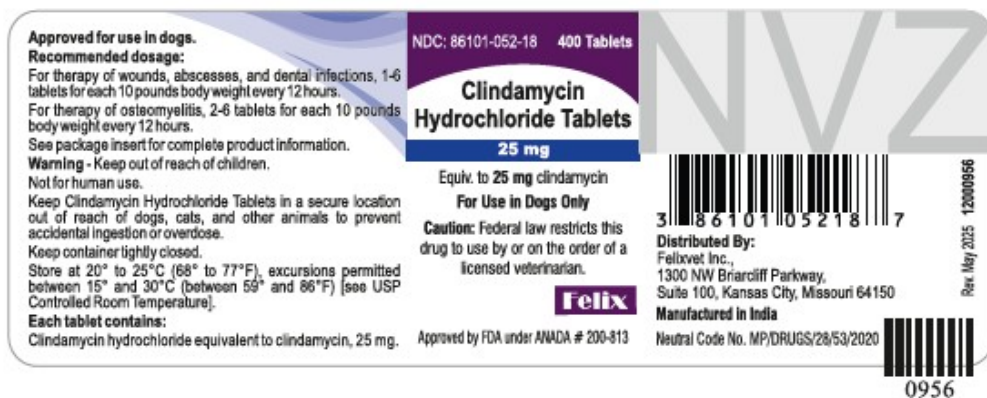 Approved for use in dogs.
Recommended dosage:
For therapy of wounds, abscesses, and dental infections, 1-6
tablets for each 10 pounds body weight every 12 hours.
For therapy of osteomyelitis, 2-6 tablets for each 10 pounds
body weight every 12 hours.
See package insert for complete product information.
Warning - Keep out of reach of children.
Not for human use.
Keep Clindamycin Hydrochloride Tablets in a secure location
out of reach of dogs, cats, and other animals to prevent
accidental ingestion or overdose.
Keep container tightly closed.
Store at 20° to 25°C (68° to 77°F), excursions permitted
between 15° and 30°C (between 59° and 86°F) [see USP
Controlled Room Temperature].
Each tablet contains:
Clindamycin hydrochloride equivalent to clindamycin, 25 mg.
NDC: 86101-052-18 400 Tablets
Clindamycin
Hydrochloride Tablets
25 mg
Equiv. to 25 mg clindamycin
For Use in Dogs Only
Caution: Federal law restricts this
drug to use by or on the order of a
licensed veterinarian.
Felix
Approved by FDA under ANADA # 200-813
NVZ
3 86101 05218 7
Distributed By:
Felixvet Inc.,
1300 NW Briarcliff Parkway,
Suite 100, Kansas City, Missouri 64150
Manufactured in India
Neutral Code No. MP/DRUGS/28/53/2020
Rev. May 2025 12000956
0956